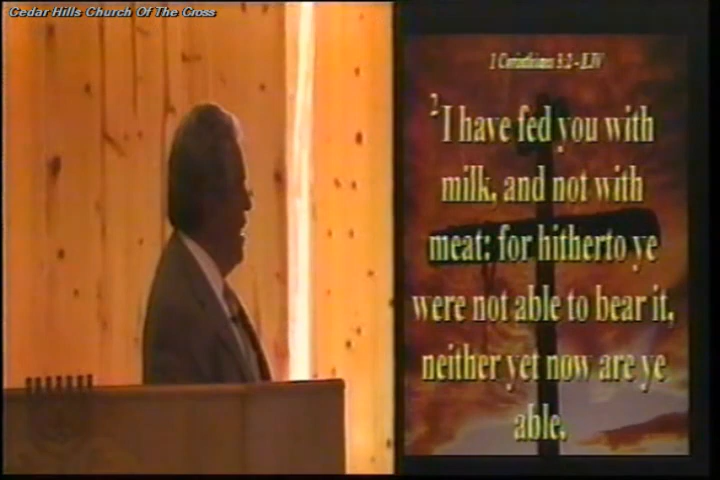 Cedar Hills Church Of The Cross
1 Corinthians 3:2 - KJV
2 I have fed you with
milk, and not with
meat: for hitherto ye
were not able to bear it,
neither yet now are ye
able.